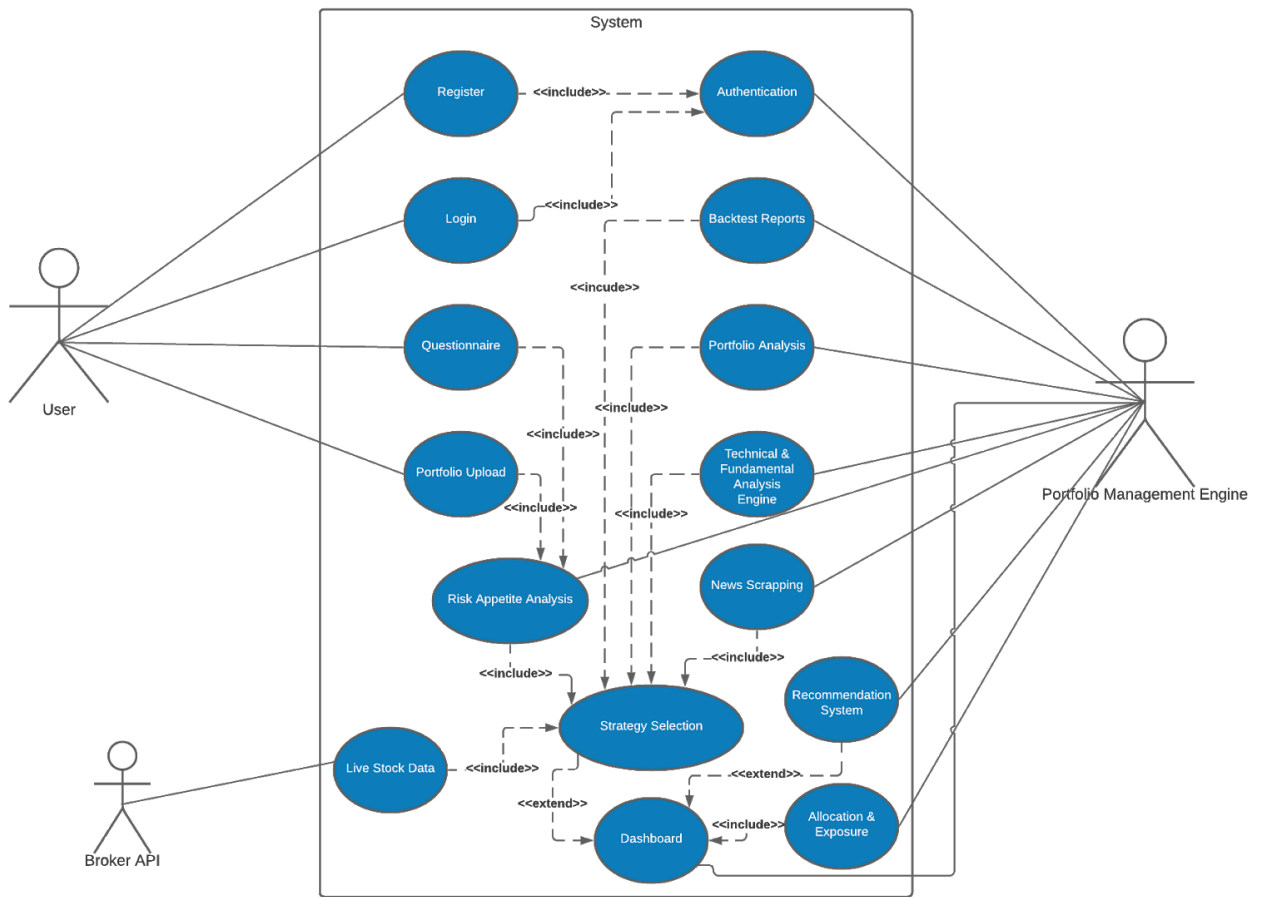 System
Register
<<include>>
Authentication
Login
<<include>>
Backtest Reports
<<incude>>
Questionnaire
Portfolio Analysis
<<include>>
<<include>>
User
Portfolio Upload
Technical &
Fundamental
Analysis
Engine
<<include>>
<<include>>
Portfolio Management Engine
Risk Appetite Analysis
News Scrapping
<<include>>
<<include>>
Recommendation
System
Strategy Selection
Live Stock Data
<<include>>
<<extend>>
<<extend>>
Allocation &
Exposure
<<include>>
Dashboard
Broker API